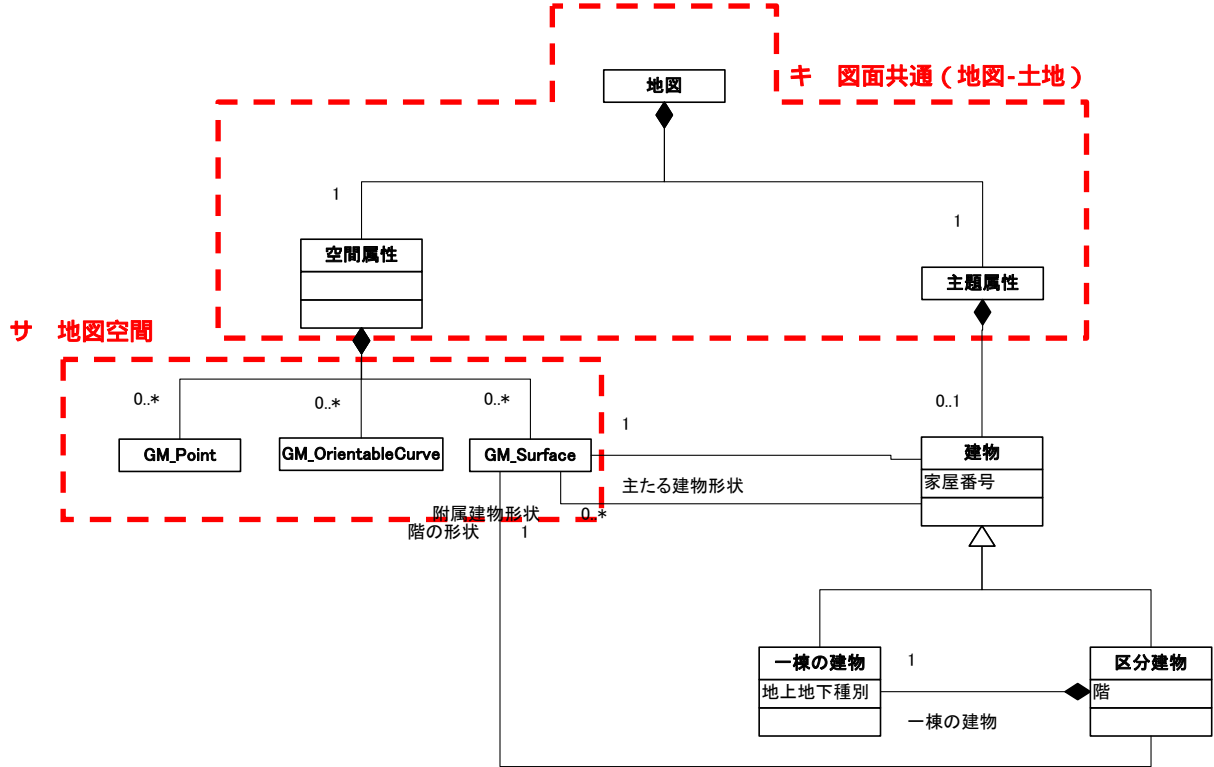 地図
キ 図面共通（地図-土地）
1
1
空間属性
主題属性
サ 地図空間
0..*
0..*
0..*
0..1
1
GM_Point
GM_OrientableCurve
GM_Surface
建物
家屋番号
主たる建物形状
附属建物形状
0..*
階の形状
1
一棟の建物
1
区分建物
地上地下種別
階
一棟の建物